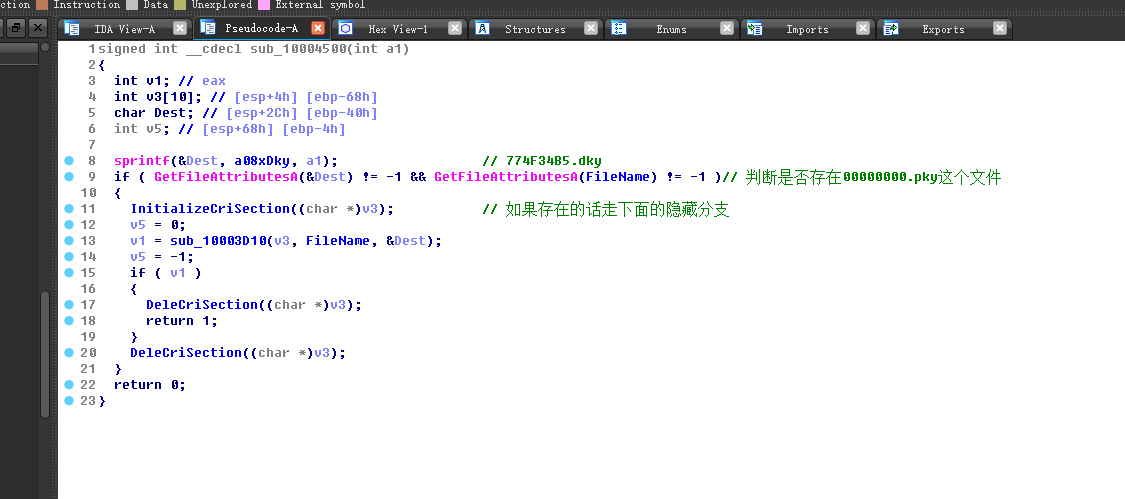 ction Instruction Data Unexplored External symbol
IDA View-A Pseudocode-A Hex View-1 Structures Enums Imports Exports
1 signed int __cdecl sub_10004500(int a1)
2 {
3 int v1; // eax
4 int v3[10]; // [esp+4h] [ebp-68h]
5 char Dest; // [esp+2Ch] [ebp-40h]
6 int v5; // [esp+68h] [ebp-4h]
7
8 sprintf(&Dest, a08xDky, a1); // 774F34B5.dky
9 if ( GetFileAttributesA(&Dest) != -1 && GetFileAttributesA(FileName) != -1 )// 判断是否存在00000000.pky这个文件
10 {
11 InitializeCriSection((char *)v3); // 如果存在的话走下面的隐藏分支
12 v5 = 0;
13 v1 = sub_10003D10(v3, FileName, &Dest);
14 v5 = -1;
15 if ( v1 )
16 {
17 DeleCriSection((char *)v3);
18 return 1;
19 }
20 DeleCriSection((char *)v3);
21 }
22 return 0;
23 }